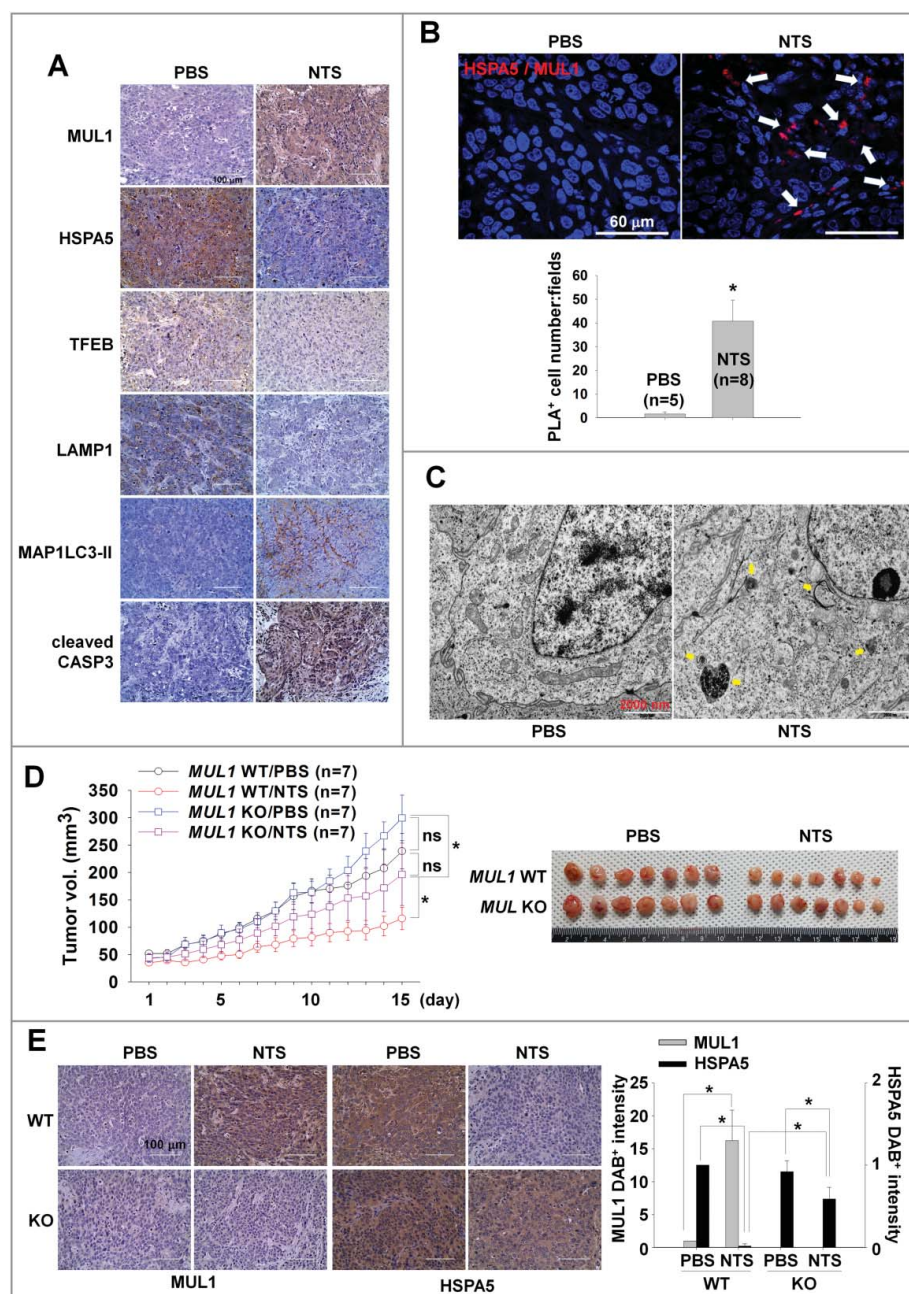 A
PBS NTS
MUL1
100 μm
HSPA5
TFEB
LAMP1
MAP1LC3-II
cleaved
CASP3
B
PBS NTS
HSPA5 / MUL1
60 μm
PLA+ cell number:fields
60
50
40
30
20
10
0
*
PBS
(n=5)
NTS
(n=8)
C
2000 nm
PBS NTS
D
MUL1 WT/PBS (n=7)
MUL1 WT/NTS (n=7)
MUL1 KO/PBS (n=7)
MUL1 KO/NTS (n=7)
Tumor vol. (mm3)
350
300
250
200
150
100
50
0
1 5 10 15 (day)
ns
ns
*
*
PBS NTS
MUL1 WT
MUL KO
E
PBS NTS PBS NTS
WT
100 μm
KO
MUL1 HSPA5
MUL1
HSPA5
MUL1 DAB+ intensity
25
20
15
10
5
0
* *
* *
2
1
0
HSPA5 DAB+ intensity
PBS NTS PBS NTS
WT KO